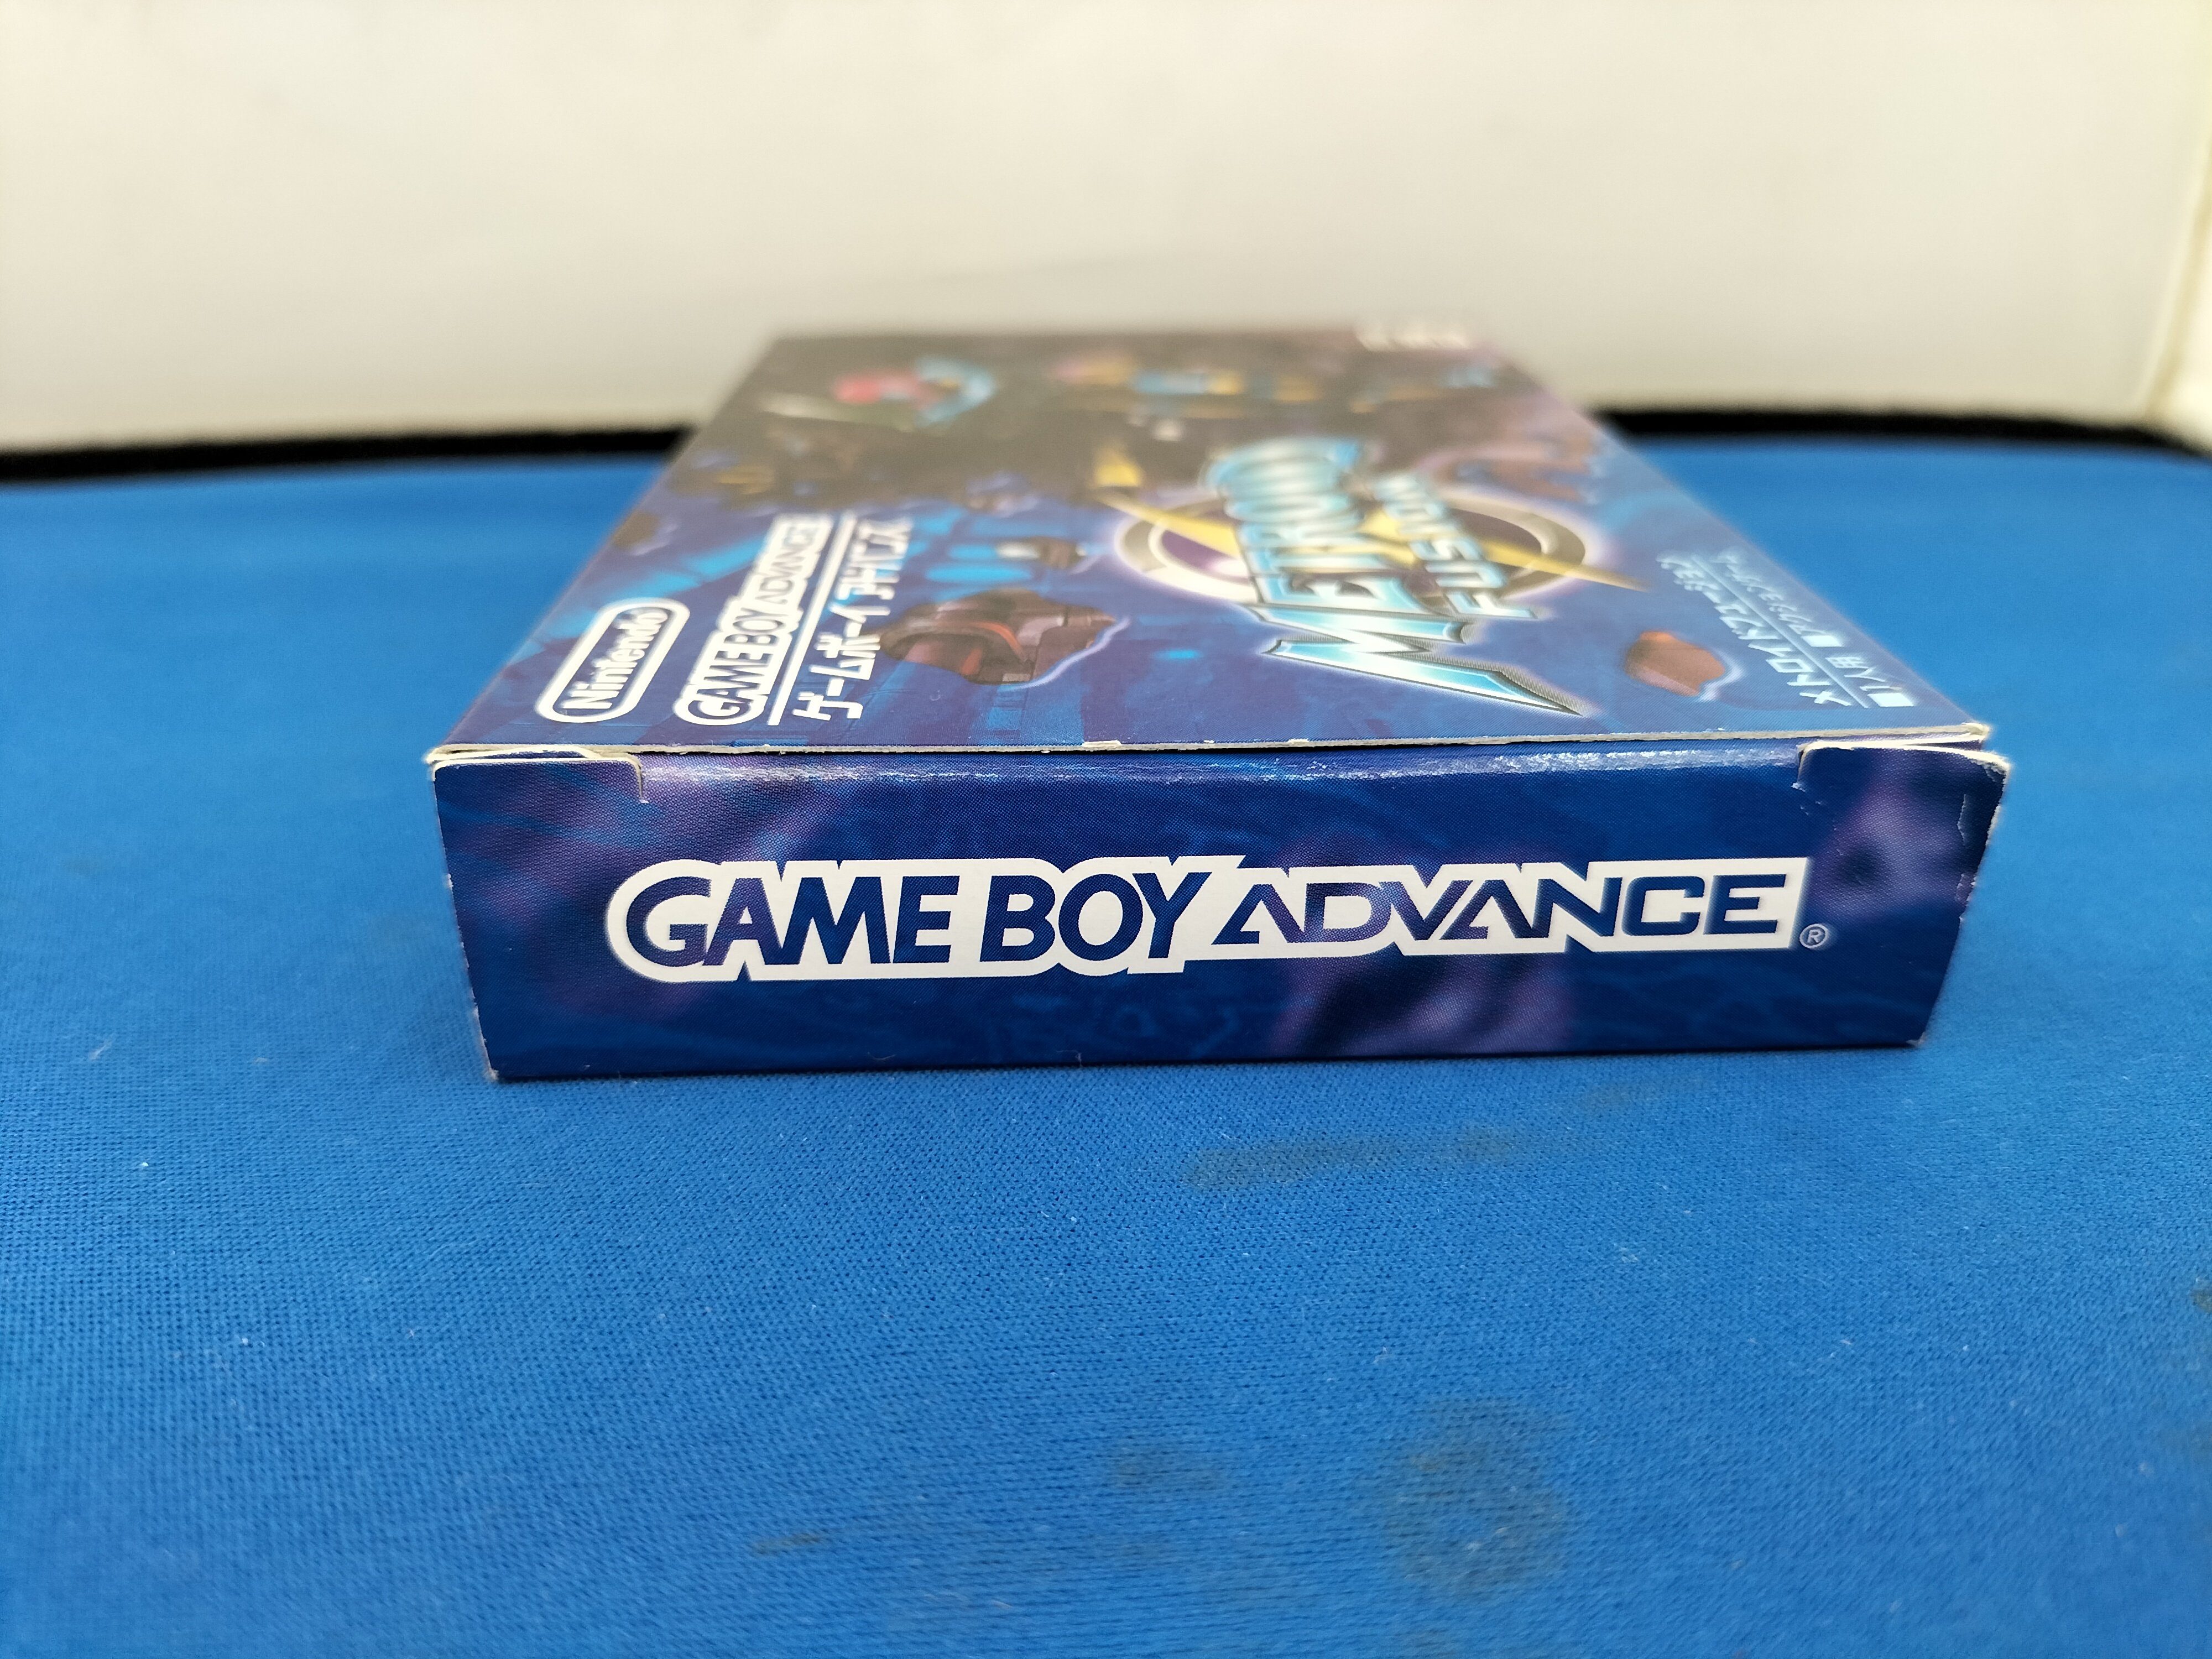 Nintendo
GAME BOY ADVANCE
ゲームボーイ アドバンス
METROID
FUSION
GAME BOY ADVANCE®